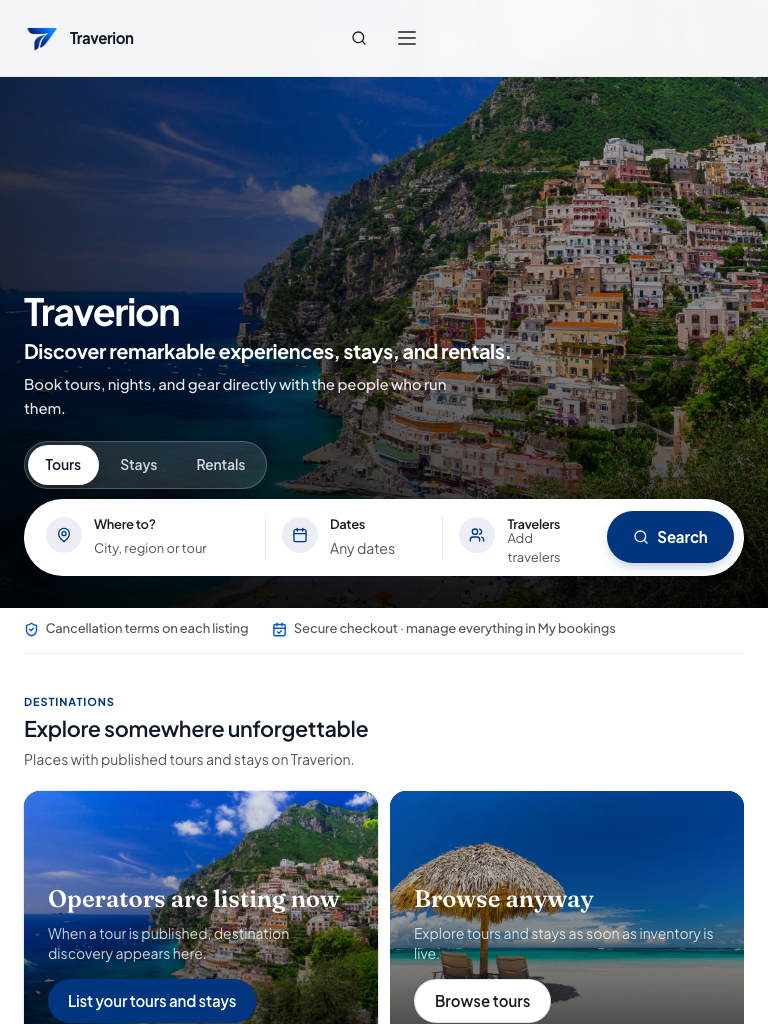 Traverion
Traverion
Discover remarkable experiences, stays, and rentals.
Book tours, nights, and gear directly with the people who run
them.
Tours
Stays
Rentals
Where to?
City, region or tour
Dates
Any dates
Travelers
Add
travelers
Search
Cancellation terms on each listing
Secure checkout · manage everything in My bookings
DESTINATIONS
Explore somewhere unforgettable
Places with published tours and stays on Traverion.
Operators are listing now
When a tour is published, destination
discovery appears here.
List your tours and stays
Browse anyway
Explore tours and stays as soon as inventory is
live.
Browse tours